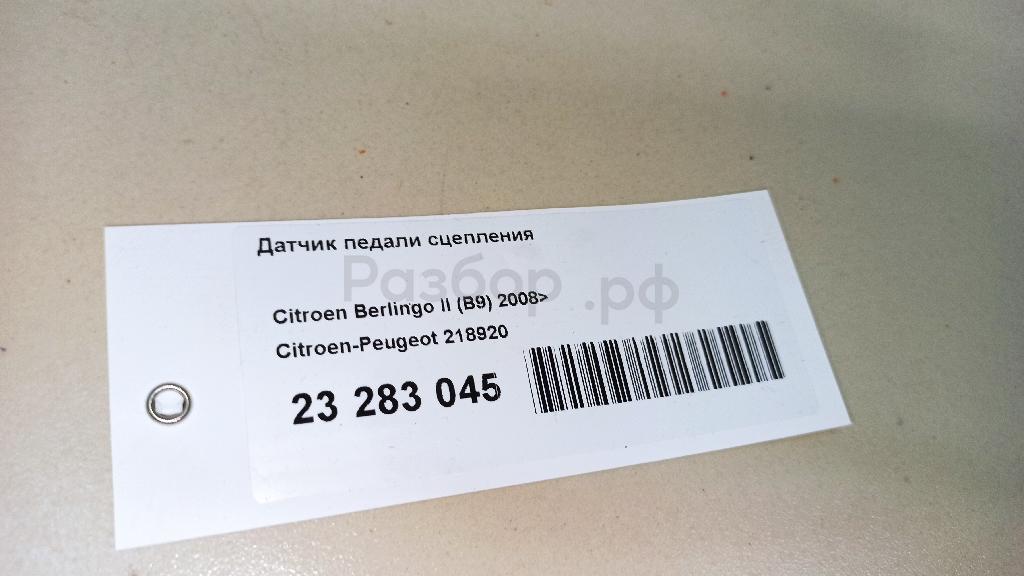 Датчик педали сцепления
Разбор.рф
Citroen Berlingo II (B9) 2008>
Citroen-Peugeot 218920
23 283 045